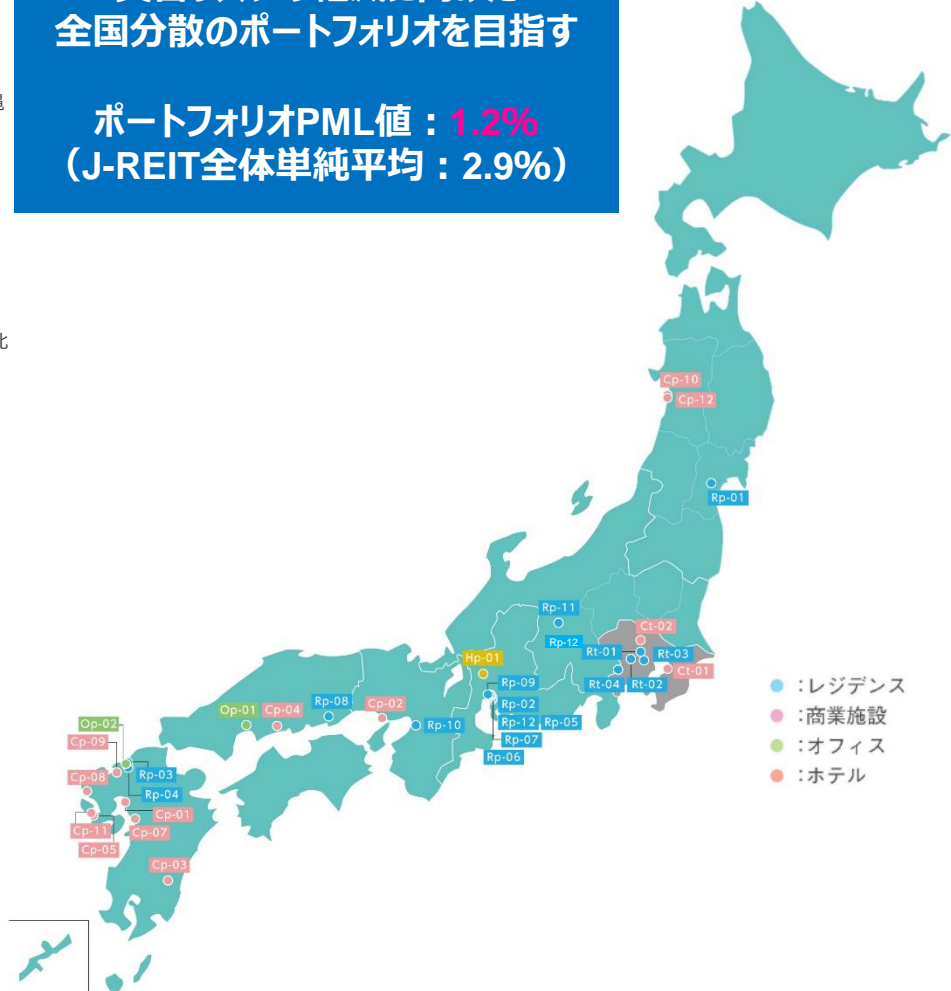 全国分散のポートフォリオを目指す
ポートフォリオPML値：1.2%
（J-REIT全体単純平均：2.9%）
Cp-10
Cp-12
Rp-01
Rp-11
Ct-02
Rp-12
Rt-01
Rt-03
Hp-01
Ct-01
Rp-09
Rt-04
Rt-02
Rp-02
Op-01
Cp-04
Rp-08
Cp-02
Rp-10
Rp-12
Rp-05
Rp-07
Rp-06
Op-02
Cp-09
Cp-08
Rp-03
Rp-04
Cp-01
Cp-11
Cp-07
Cp-05
Cp-03
：レジデンス
：商業施設
：オフィス
：ホテル